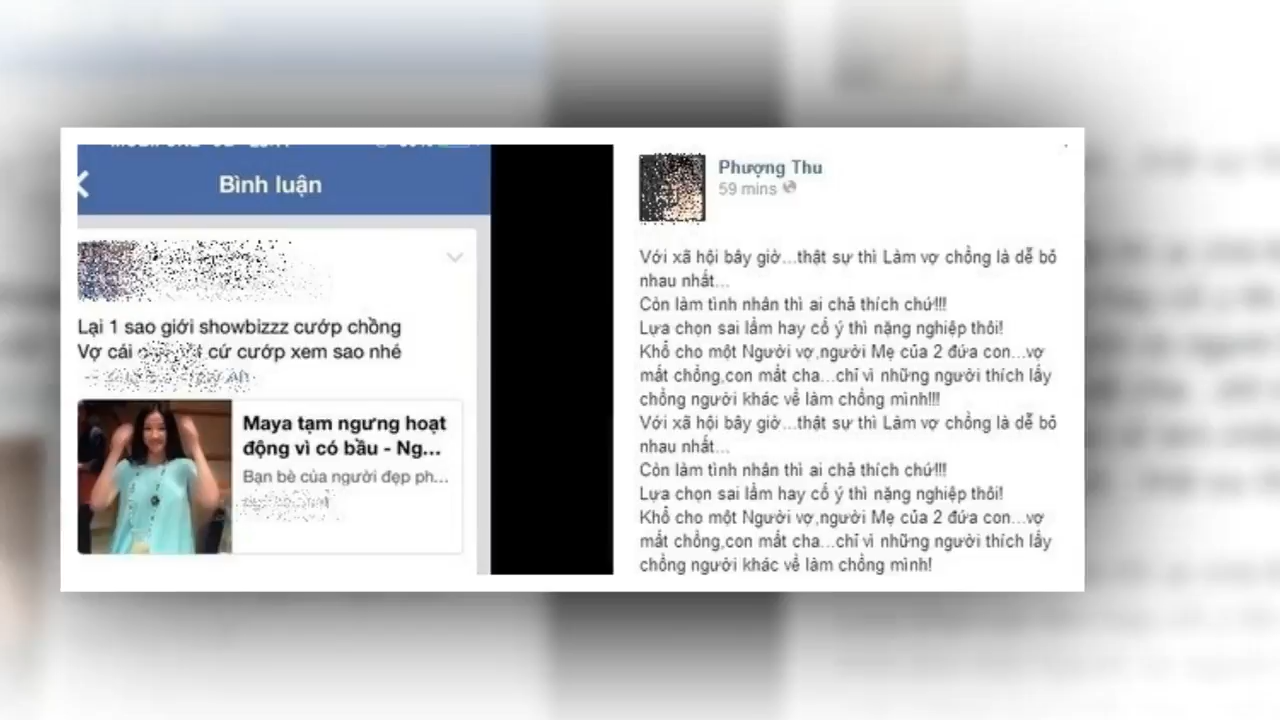 Bình luận
Lại 1 sao giới showbizzz cướp chồng
Vợ cái cứ cướp xem sao nhé
Maya tạm ngưng hoạt
động vì có bầu - Ng...
Bạn bè của người đẹp ph...
Phượng Thu
59 mins
Với xã hội bây giờ...thật sự thì Làm vợ chồng là dễ bỏ
nhau nhất...
Còn làm tình nhân thì ai chả thích chứ!!!
Lựa chọn sai lầm hay cố ý thì nặng nghiệp thôi!
Khổ cho một Người vợ,người Mẹ của 2 đứa con...vợ
mất chồng,con mất cha...chỉ vì những người thích lấy
chồng người khác về làm chồng mình!!!
Với xã hội bây giờ...thật sự thì Làm vợ chồng là dễ bỏ
nhau nhất...
Còn làm tình nhân thì ai chả thích chứ!!!
Lựa chọn sai lầm hay cố ý thì nặng nghiệp thôi!
Khổ cho một Người vợ,người Mẹ của 2 đứa con...vợ
mất chồng,con mất cha...chỉ vì những người thích lấy
chồng người khác về làm chồng mình!